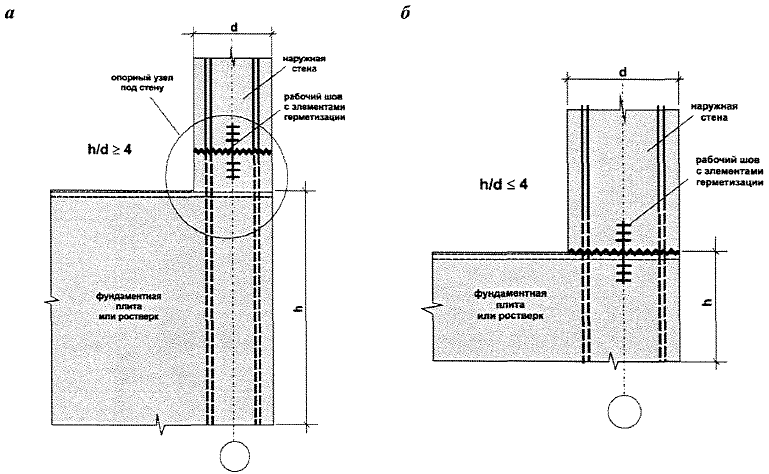 а
d
опорный узел
под стену
наружная
стена
рабочий шов
с элементами
герметизации
h/d ≥ 4
фундаментная
плита
или ростверк
h
б
d
наружная
стена
рабочий шов
с элементами
герметизации
h/d ≤ 4
фундаментная
плита
или ростверк
h